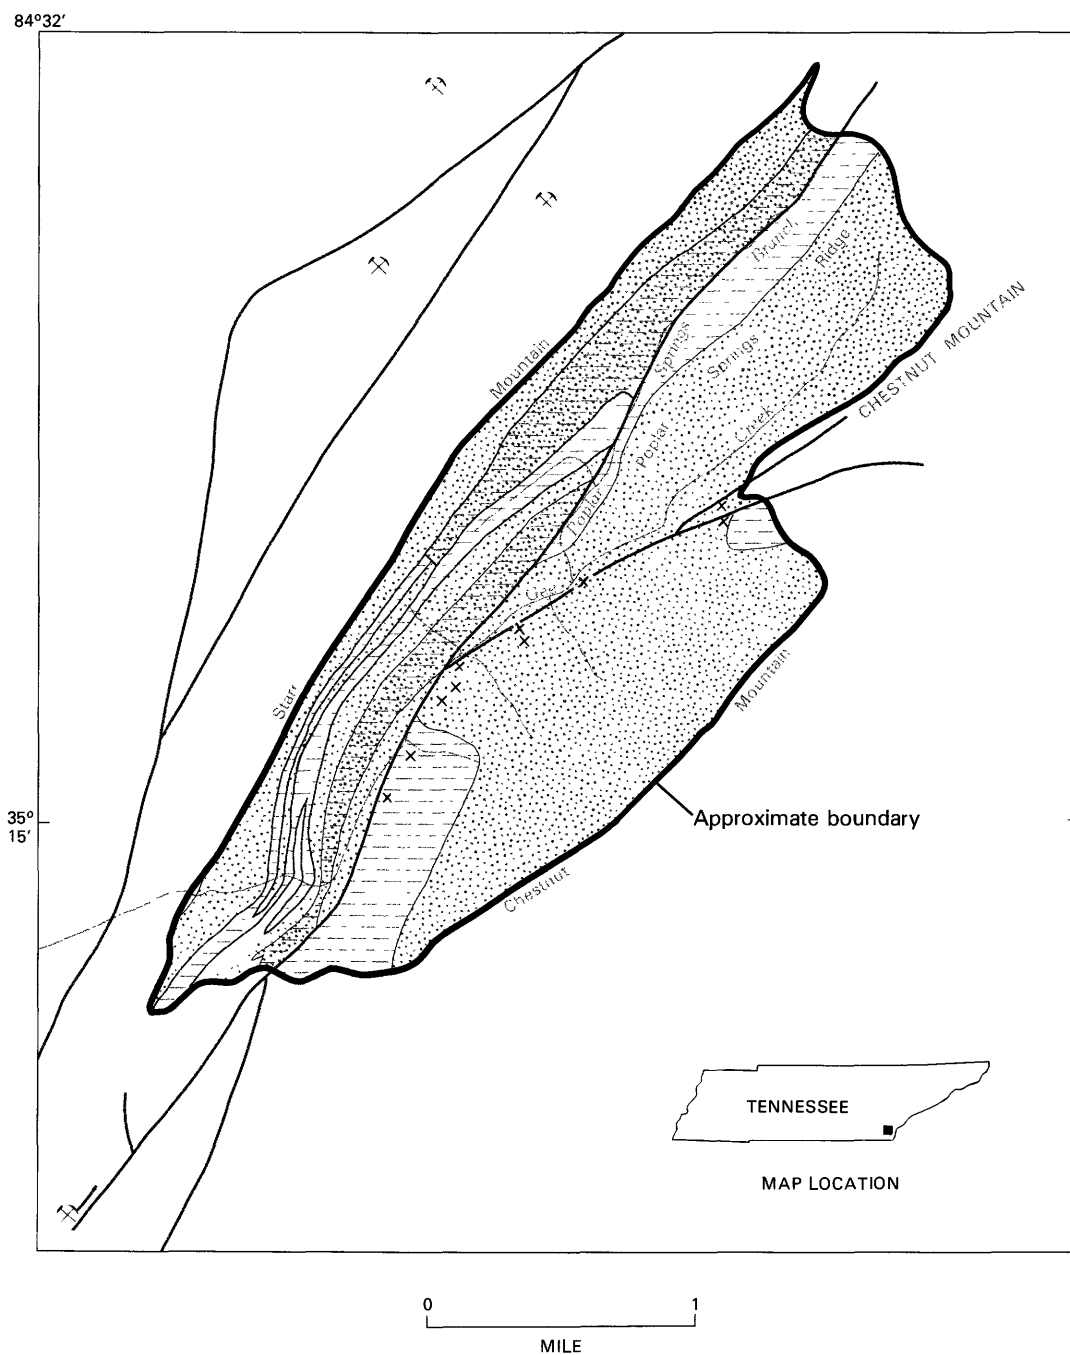 84°32′
Branch
Ridge
CHESTNUT MOUNTAIN
Springs
Springs
Mountain
Creek
Poplar
Poplar
Gee
Starr
Mountain
35°
15′
Approximate boundary
Chestnut
TENNESSEE
MAP LOCATION
0 1
MILE